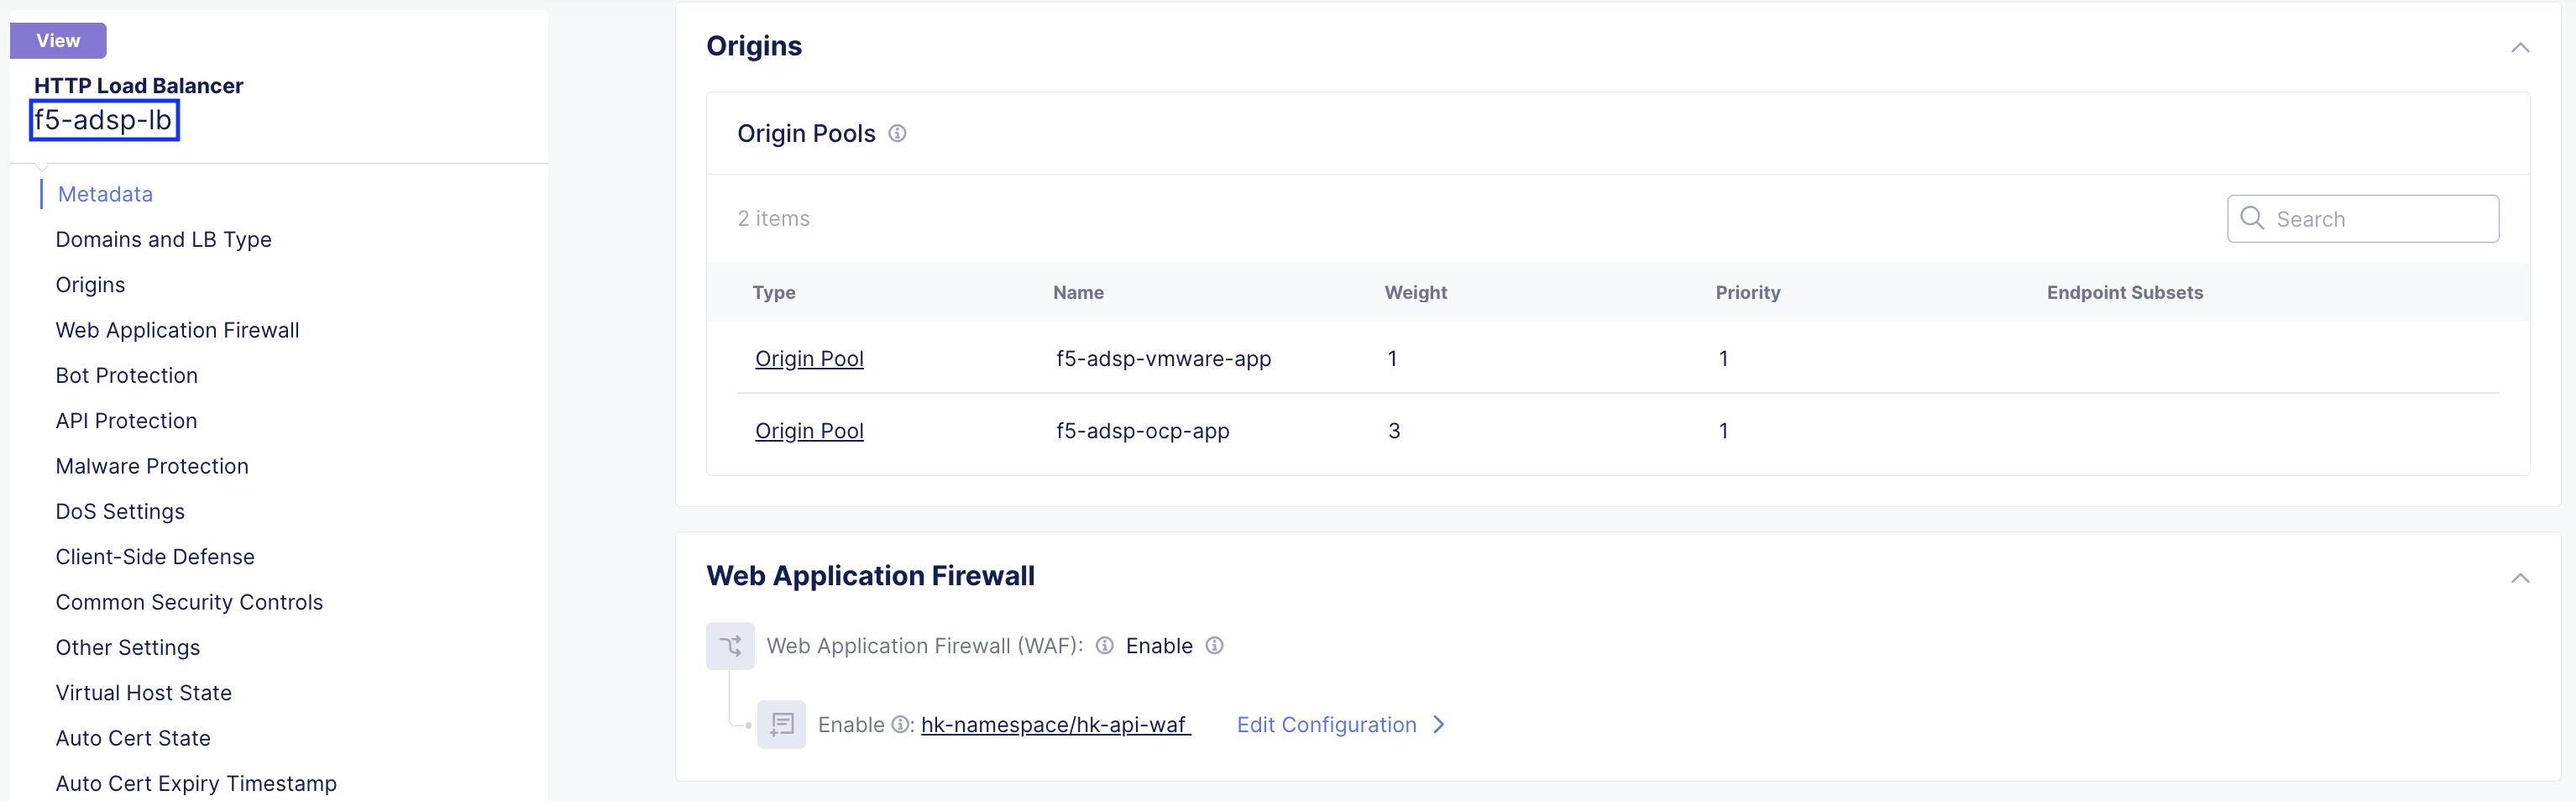 View
HTTP Load Balancer
f5-adsp-lb
Metadata
Domains and LB Type
Origins
Web Application Firewall
Bot Protection
API Protection
Malware Protection
DoS Settings
Client-Side Defense
Common Security Controls
Other Settings
Virtual Host State
Auto Cert State
Auto Cert Expiry Timestamp
Origins
Origin Pools
2 items
Search
Type Name Weight Priority Endpoint Subsets
Origin Pool f5-adsp-vmware-app 1 1
Origin Pool f5-adsp-ocp-app 3 1
Web Application Firewall
Web Application Firewall (WAF): Enable
Enable : hk-namespace/hk-api-waf Edit Configuration